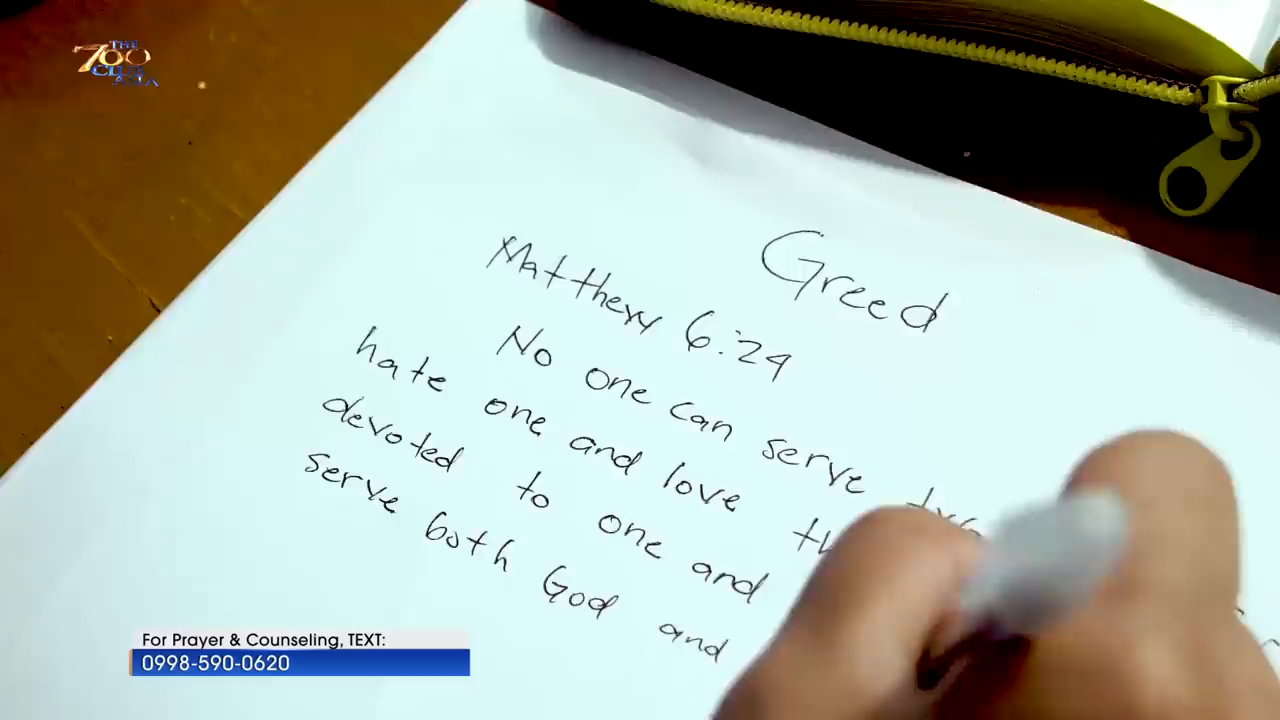 THE
700
CLUB
ASIA
Greed
Matthew 6:24
No one can serve
hate one and love
devoted to one and
serve both God and
For Prayer & Counseling, TEXT:
0998-590-0620